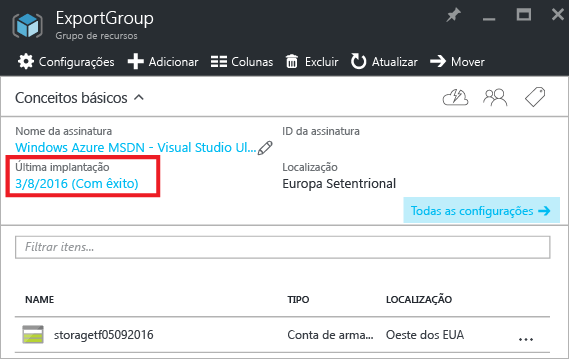 ExportGroup
Grupo de recursos
Configurações Adicionar Colunas Excluir Atualizar Mover
Conceitos básicos
Nome da assinatura ID da assinatura
Windows Azure MSDN - Visual Studio Ul...
Última implantação Localização
3/8/2016 (Com êxito) Europa Setentrional
Todas as configurações
Filtrar itens...
NAME TIPO LOCALIZAÇÃO
storagetf05092016 Conta de arma... Oeste dos EUA ...